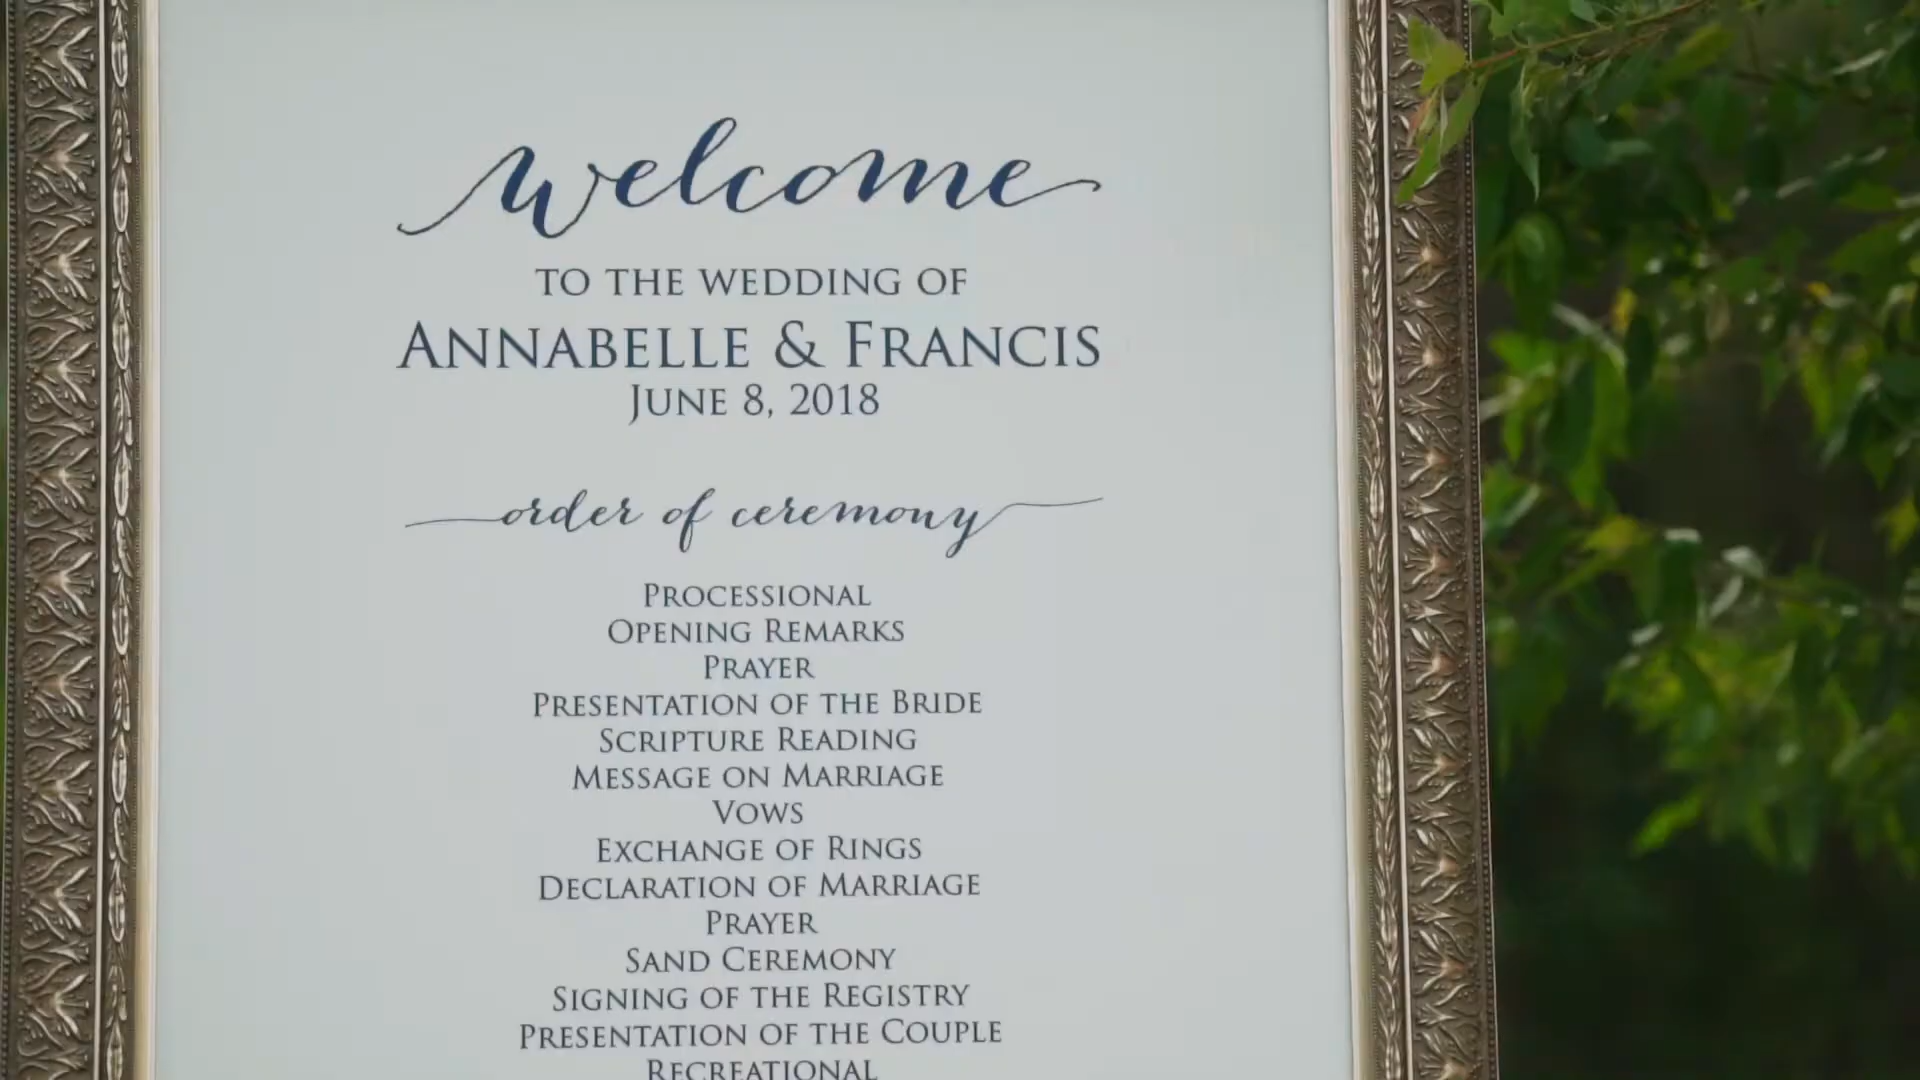 welcome
TO THE WEDDING OF
ANNABELLE & FRANCIS
JUNE 8, 2018
order of ceremony
PROCESSIONAL
OPENING REMARKS
PRAYER
PRESENTATION OF THE BRIDE
SCRIPTURE READING
MESSAGE ON MARRIAGE
VOWS
EXCHANGE OF RINGS
DECLARATION OF MARRIAGE
PRAYER
SAND CEREMONY
SIGNING OF THE REGISTRY
PRESENTATION OF THE COUPLE
RECREATIONAL